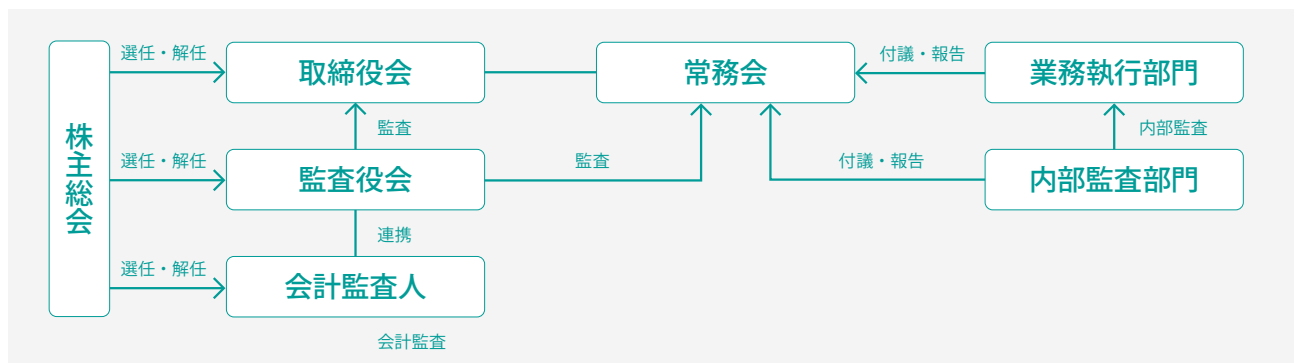 株主総会
選任・解任
取締役会
常務会
付議・報告
業務執行部門
監査
内部監査
選任・解任
監査役会
監査
付議・報告
内部監査部門
連携
選任・解任
会計監査人
会計監査